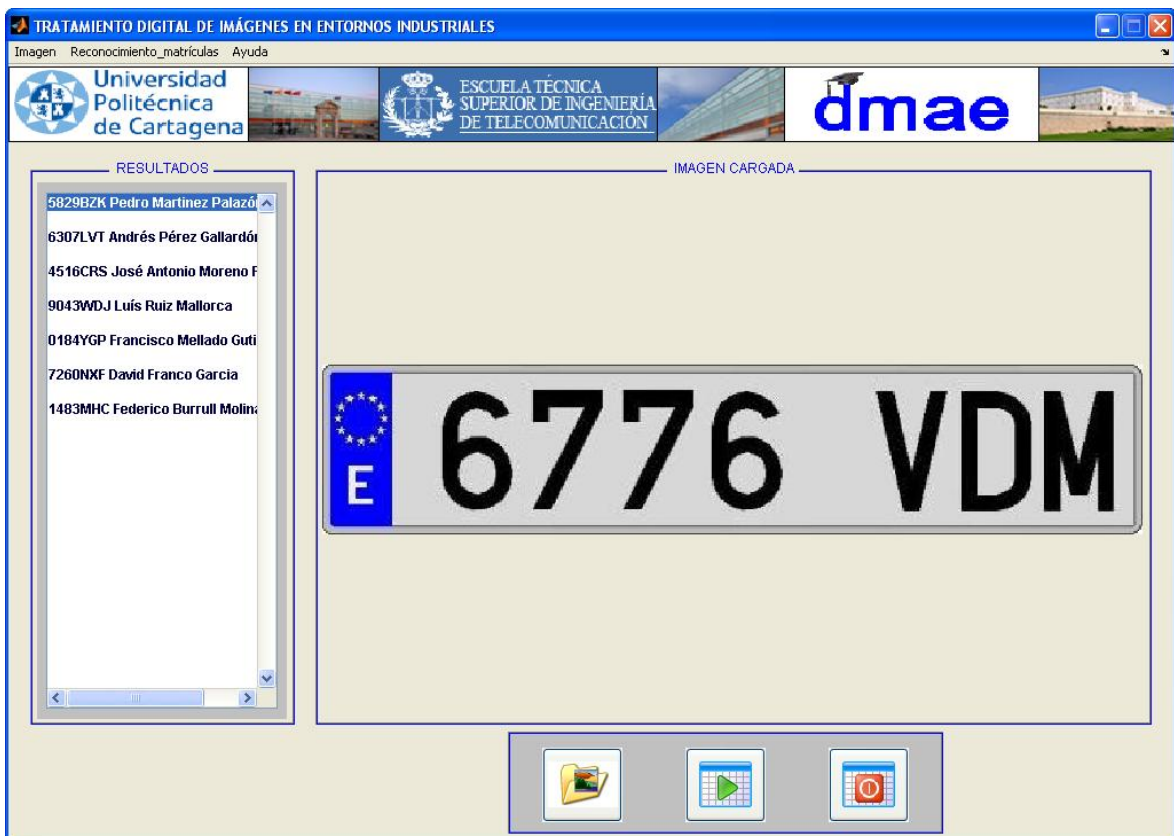 TRATAMIENTO DIGITAL DE IMÁGENES EN ENTORNOS INDUSTRIALES
Imagen Reconocimiento_matrículas Ayuda
Universidad
Politécnica
de Cartagena
ESCUELA TÉCNICA
SUPERIOR DE INGENIERÍA
DE TELECOMUNICACIÓN
dmae
RESULTADOS
5829BZK Pedro Martinez Palazó
6307LVT Andrés Pérez Gallardó
4516CRS José Antonio Moreno
9043WDJ Luís Ruiz Mallorca
0184YGP Francisco Mellado Guti
7260NXF David Franco Garcia
1483MHC Federico Burrull Molina
IMAGEN CARGADA
E
6776 VDM